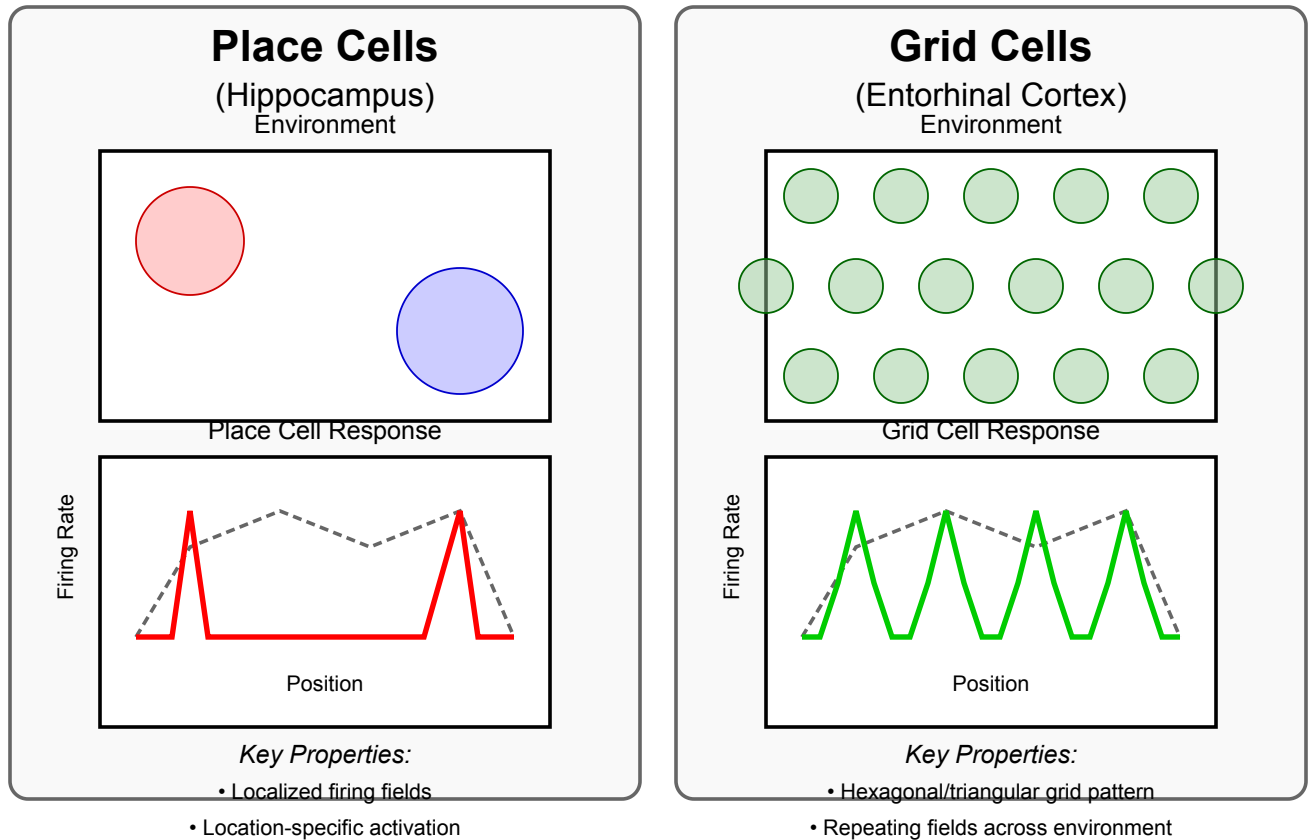 Place Cells
(Hippocampus)
Environment
Place Cell Response
Firing Rate
Position
Key Properties:
• Localized firing fields
• Location-specific activation
Grid Cells
(Entorhinal Cortex)
Environment
Grid Cell Response
Firing Rate
Position
Key Properties:
• Hexagonal/triangular grid pattern
• Repeating fields across environment